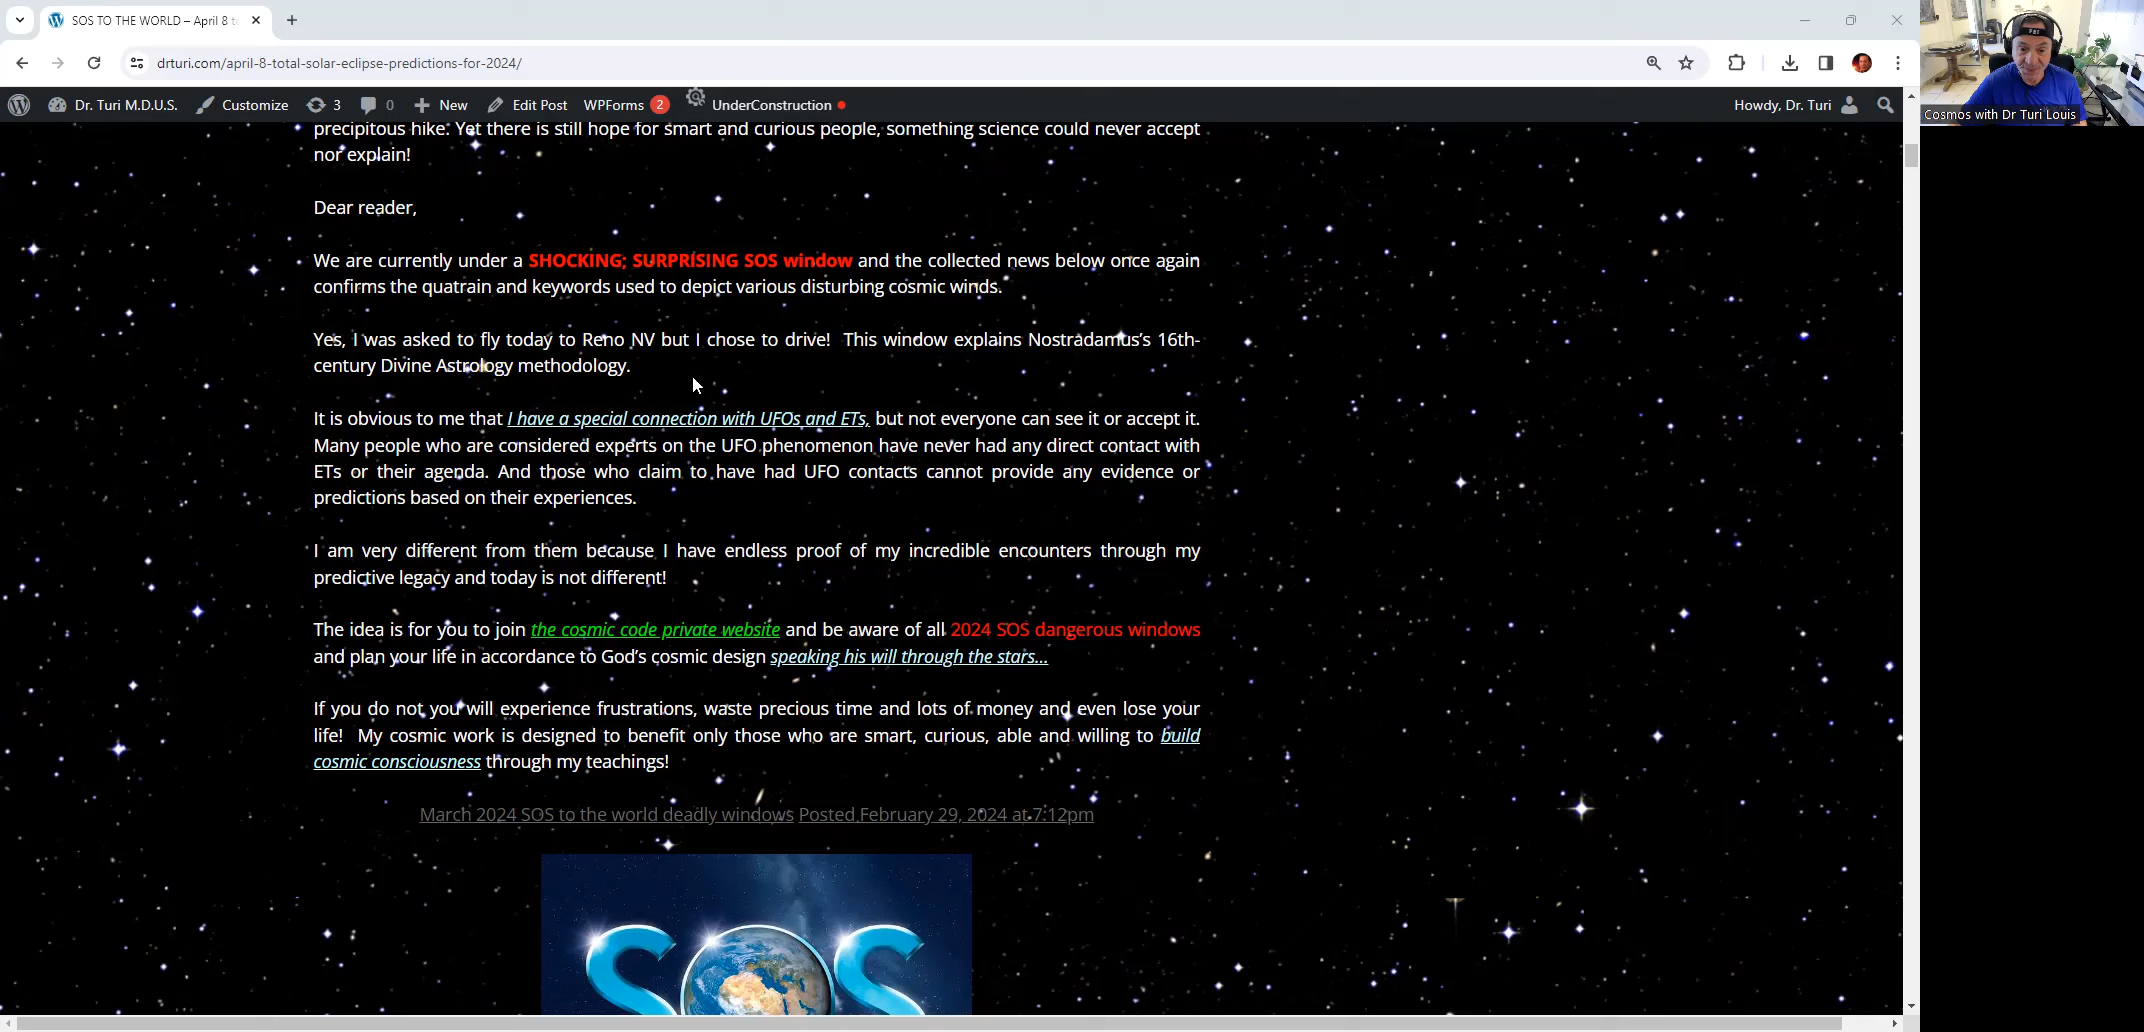 SOS TO THE WORLD – April 8 t
drturi.com/april-8-total-solar-eclipse-predictions-for-2024/
Dr. Turi M.D.U.S. Customize 3 0 New Edit Post WPForms 2 UnderConstruction Howdy, Dr. Turi
FBI
Cosmos with Dr Turi Louis
precipitous hike. Yet there is still hope for smart and curious people, something science could never accept
nor explain!
Dear reader,
We are currently under a SHOCKING; SURPRISING SOS window and the collected news below once again
confirms the quatrain and keywords used to depict various disturbing cosmic winds.
Yes, I was asked to fly today to Reno NV but I chose to drive! This window explains Nostradamus's 16th-
century Divine Astrology methodology.
It is obvious to me that I have a special connection with UFOs and ETs, but not everyone can see it or accept it.
Many people who are considered experts on the UFO phenomenon have never had any direct contact with
ETs or their agenda. And those who claim to have had UFO contacts cannot provide any evidence or
predictions based on their experiences.
I am very different from them because I have endless proof of my incredible encounters through my
predictive legacy and today is not different!
The idea is for you to join the cosmic code private website and be aware of all 2024 SOS dangerous windows
and plan your life in accordance to God's cosmic design speaking his will through the stars...
If you do not you will experience frustrations, waste precious time and lots of money and even lose your
life! My cosmic work is designed to benefit only those who are smart, curious, able and willing to build
cosmic consciousness through my teachings!
March 2024 SOS to the world deadly windows Posted February 29, 2024 at 7:12pm
SOS